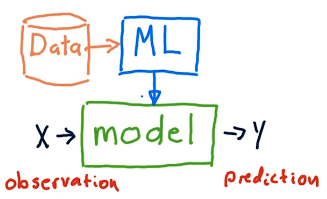 Data ML
X model Y
observation prediction